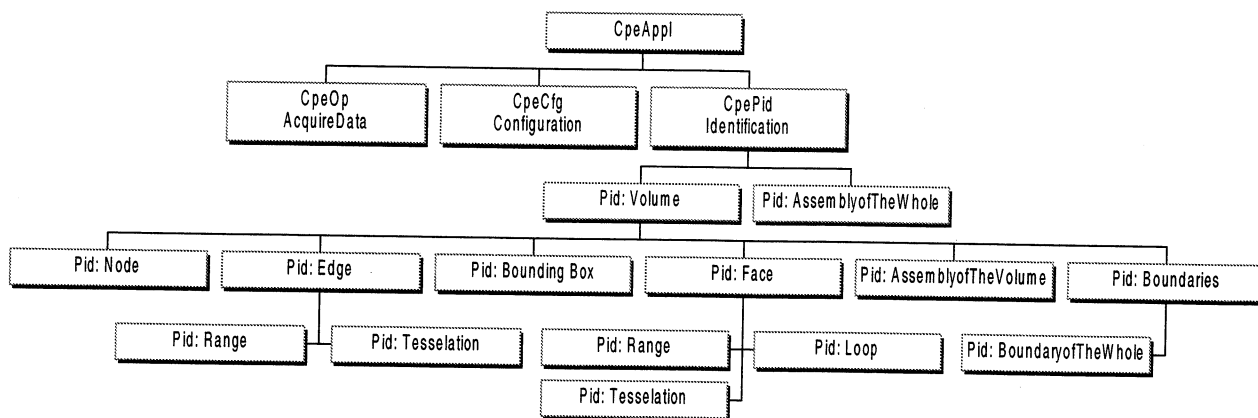 CpeAppl
CpeOp
AcquireData
CpeCfg
Configuration
CpePid
Identification
Pid: Volume
Pid: AssemblyofTheWhole
Pid: Node
Pid: Edge
Pid: Bounding Box
Pid: Face
Pid: AssemblyofTheVolume
Pid: Boundaries
Pid: Range
Pid: Tesselation
Pid: Range
Pid: Loop
Pid: BoundaryofTheWhole
Pid: Tesselation